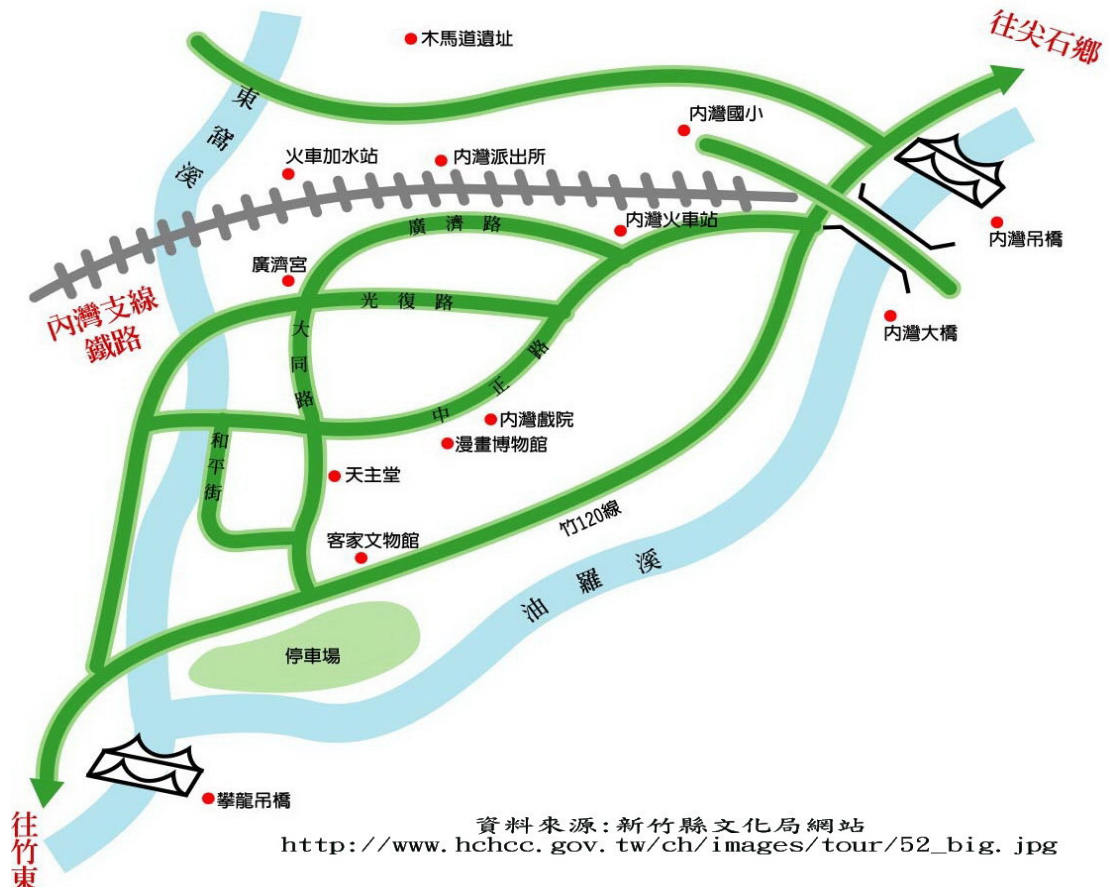 往尖石鄉
木馬道遺址
東窩溪
內灣國小
火車加水站
內灣派出所
內灣火車站
廣濟路
內灣吊橋
廣濟宮
光復路
內灣支線
鐵路
大同路
內灣大橋
中正路
內灣戲院
漫畫博物館
和平街
天主堂
竹120線
客家文物館
油羅溪
停車場
攀龍吊橋
往竹東
資料來源:新竹縣文化局網站
http://www.hchcc.gov.tw/ch/images/tour/52_big.jpg